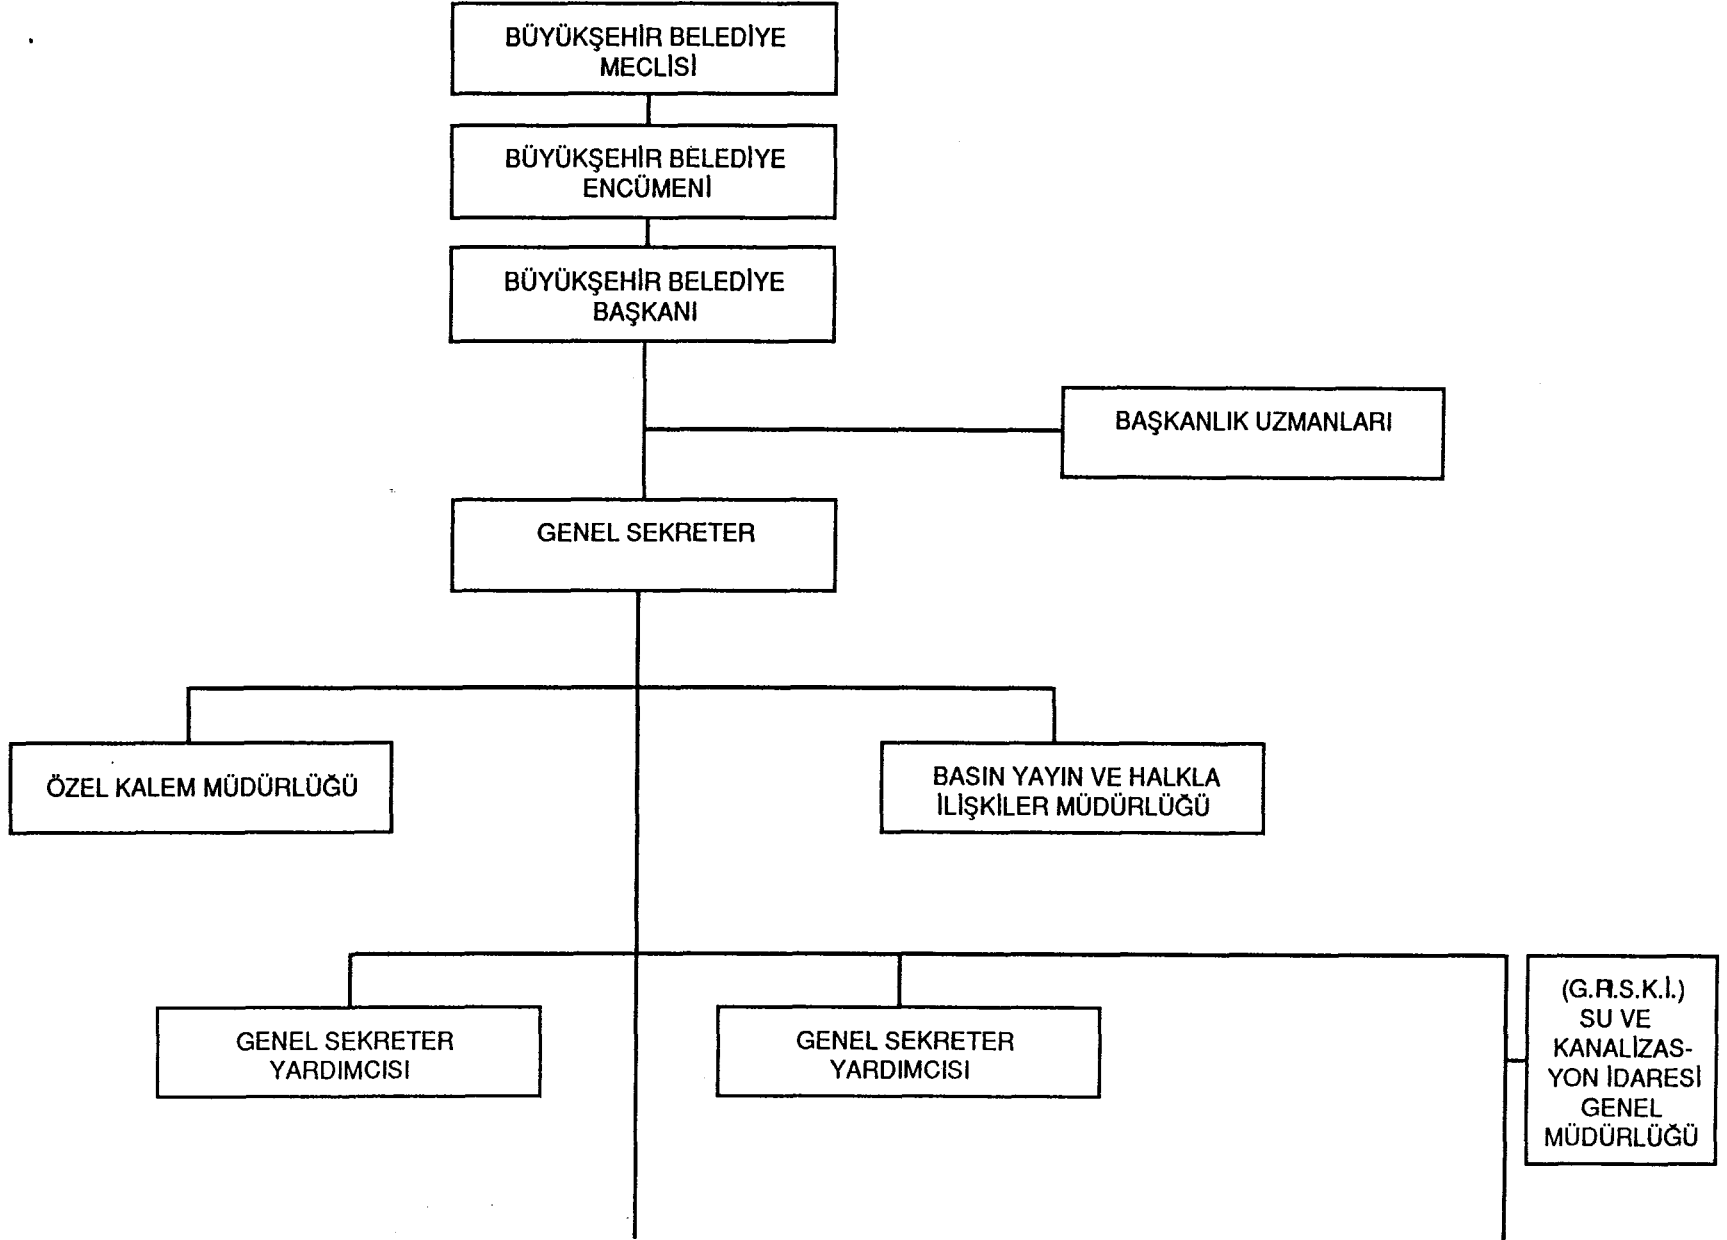 BÜYÜKŞEHİR BELEDİYE
MECLİSİ
BÜYÜKŞEHİR BELEDİYE
ENCÜMENİ
BÜYÜKŞEHİR BELEDİYE
BAŞKANI
BAŞKANLIK UZMANLARI
GENEL SEKRETER
ÖZEL KALEM MÜDÜRLÜĞÜ
BASIN YAYIN VE HALKLA
İLİŞKİLER MÜDÜRLÜĞÜ
GENEL SEKRETER
YARDIMCISI
GENEL SEKRETER
YARDIMCISI
(G.R.S.K.İ.)
SU VE
KANALİZAS-
YON İDARESİ
GENEL
MÜDÜRLÜĞÜ